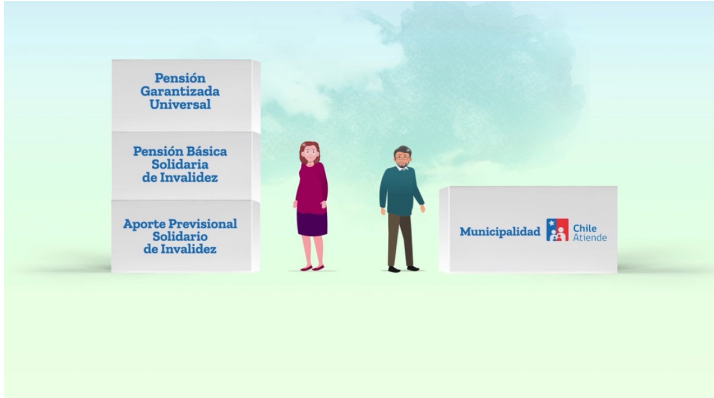 Pensión
Garantizada
Universal
Pensión Básica
Solidaria
de Invalidez
Aporte Previsional
Solidario
de Invalidez
Municipalidad
Chile
Atiende